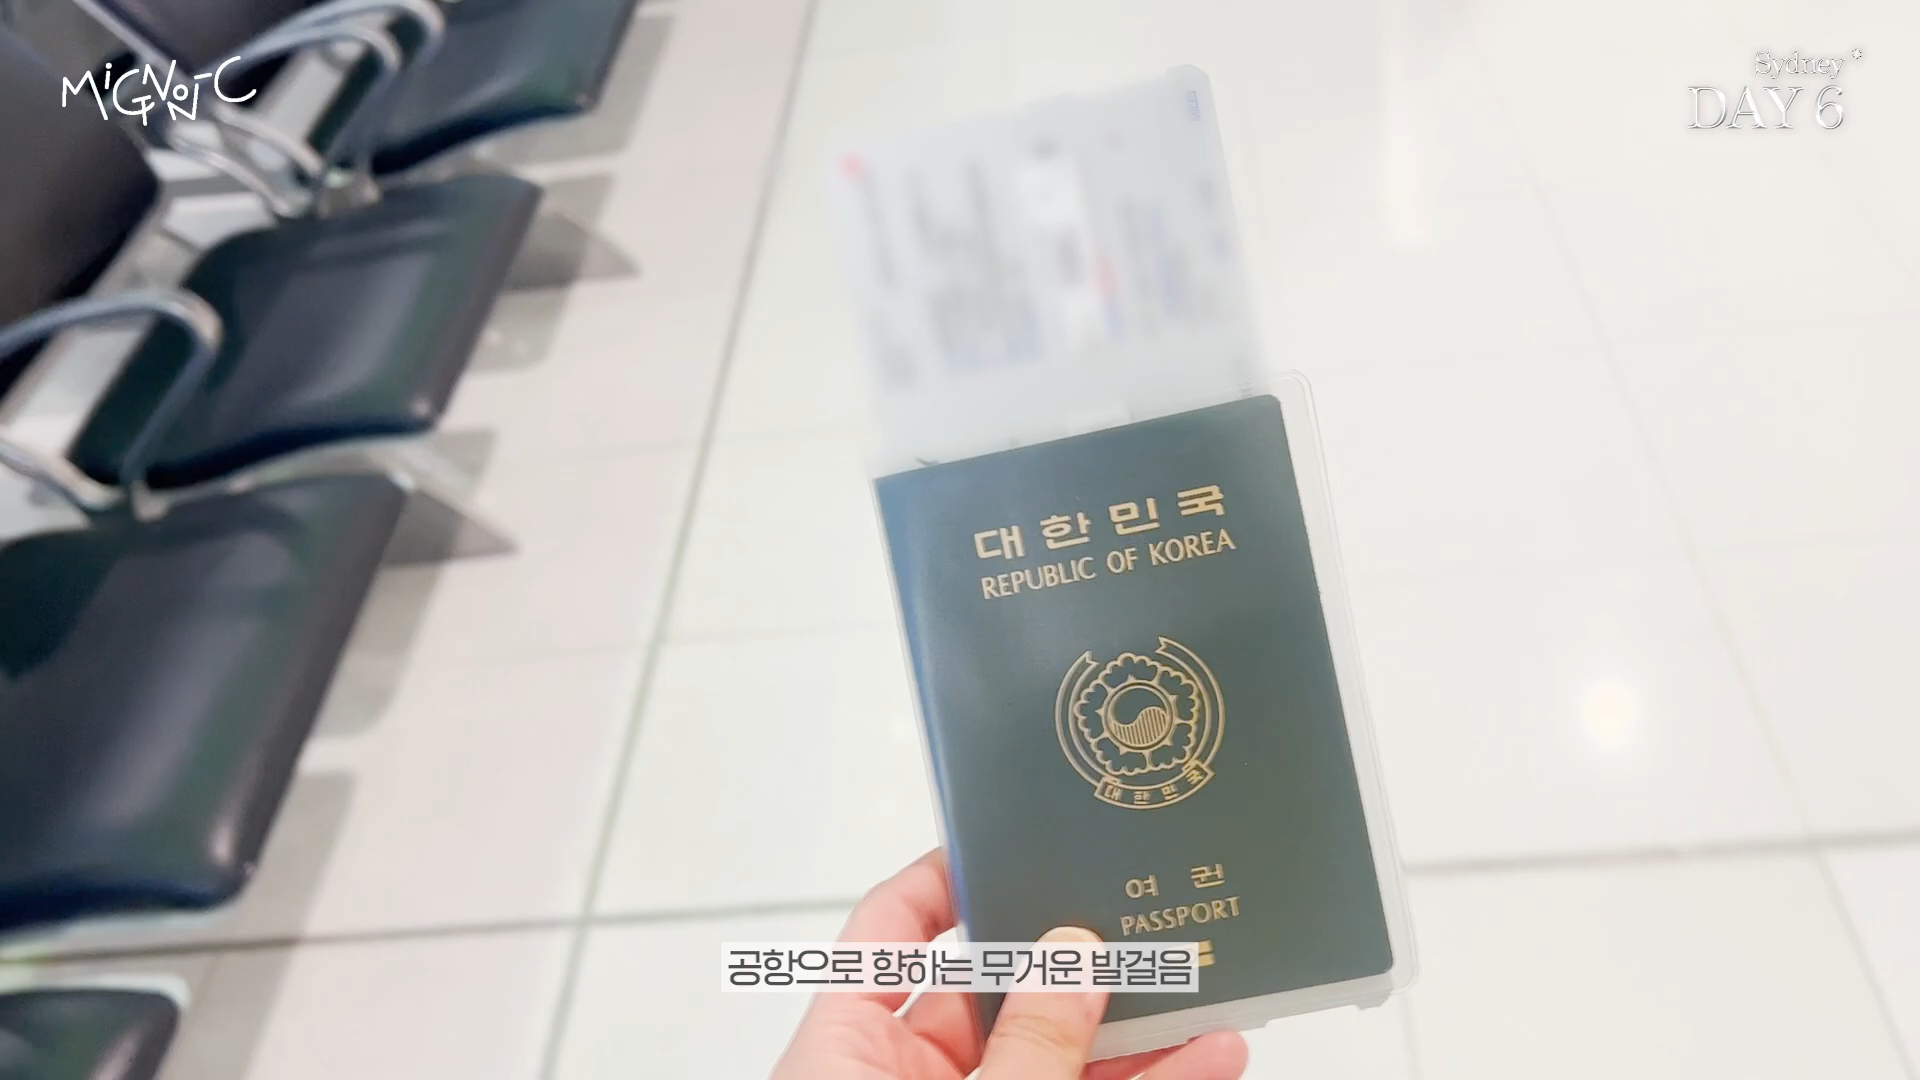 MIGNON-C
Sydney*
DAY 6
대한민국
REPUBLIC OF KOREA
대한민국
여권
PASSPORT
공항으로 향하는 무거운 발걸음